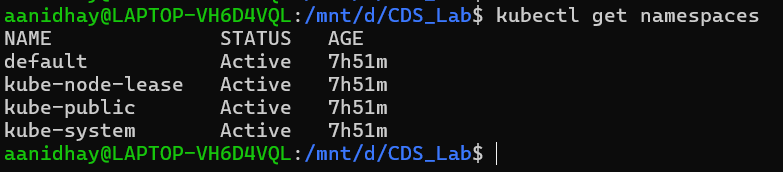 aanidhay@LAPTOP-VH6D4VQL:/mnt/d/CDS_Lab$ kubectl get namespaces
NAME              STATUS   AGE
default           Active   7h51m
kube-node-lease   Active   7h51m
kube-public       Active   7h51m
kube-system       Active   7h51m
aanidhay@LAPTOP-VH6D4VQL:/mnt/d/CDS_Lab$